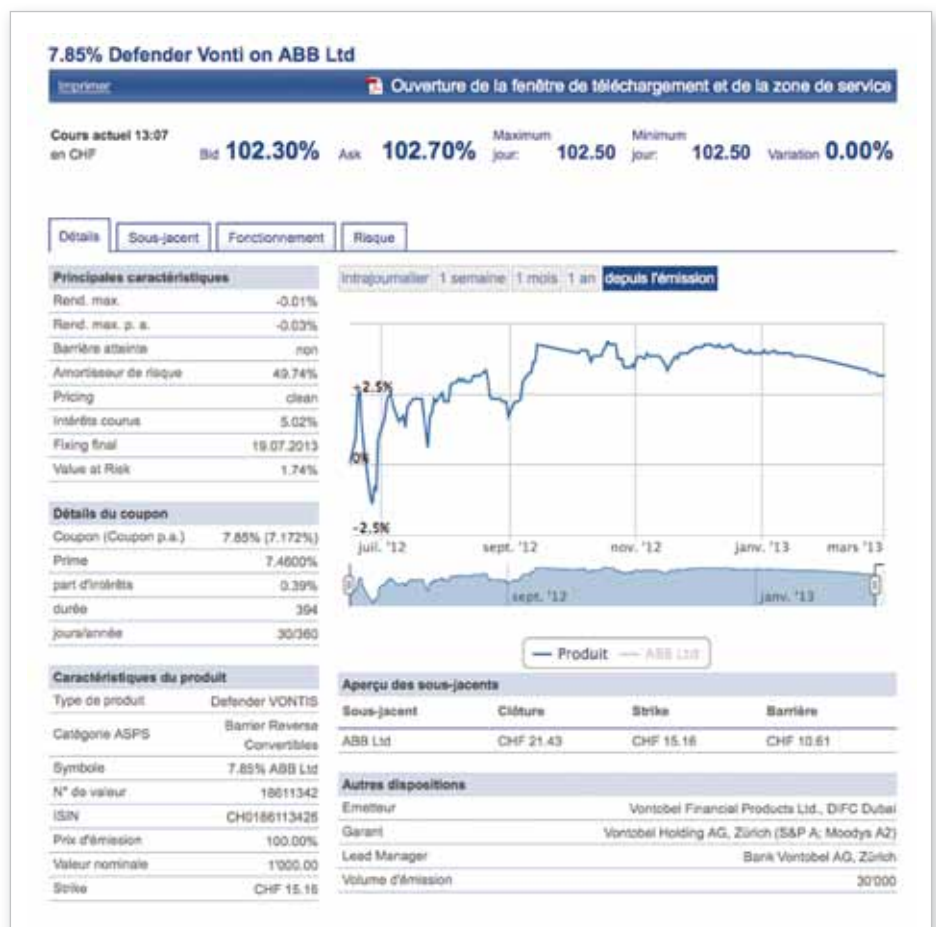 7.85% Defender Vonti on ABB Ltd
Imprimer Ouverture de la fenêtre de téléchargement et de la zone de service
Cours actuel 13:07
en CHF
Bid 102.30% Ask 102.70% Maximum jour: 102.50 Minimum jour: 102.50 Variation 0.00%
Détails Sous-jacent Fonctionnement Risque
Principales caractéristiques
Rend. max. -0.01%
Rend. max. p. a. -0.03%
Barrière atteinte non
Amortisseur de risque 49.74%
Pricing clean
Intérêts courus 5.02%
Fixing final 19.07.2013
Value at Risk 1.74%
Détails du coupon
Coupon (Coupon p.a.) 7.85% (7.172%)
Prime 7.4600%
part d'intérêts 0.39%
durée 394
jours/année 30/360
Caractéristiques du produit
Type de produit Defender VONTIS
Catégorie ASPS Barrier Reverse
Convertibles
Symbole 7.85% ABB Ltd
N° de valeur 18611342
ISIN CH0186113426
Prix d'émission 100.00%
Valeur nominale 1'000.00
Strike CHF 15.16
Intrajournalier 1 semaine 1 mois 1 an depuis l'émission
+2.5%
0%
-2.5%
juil. '12 sept. '12 nov. '12 janv. '13 mars '13
sept. '12 janv. '13
Produit ABB Ltd
Aperçu des sous-jacents
Sous-jacent Clôture Strike Barrière
ABB Ltd CHF 21.43 CHF 15.16 CHF 10.61
Autres dispositions
Emetteur Vontobel Financial Products Ltd., DIFC Dubai
Garant Vontobel Holding AG, Zürich (S&P A; Moodys A2)
Lead Manager Bank Vontobel AG, Zürich
Volume d'émission 30'000